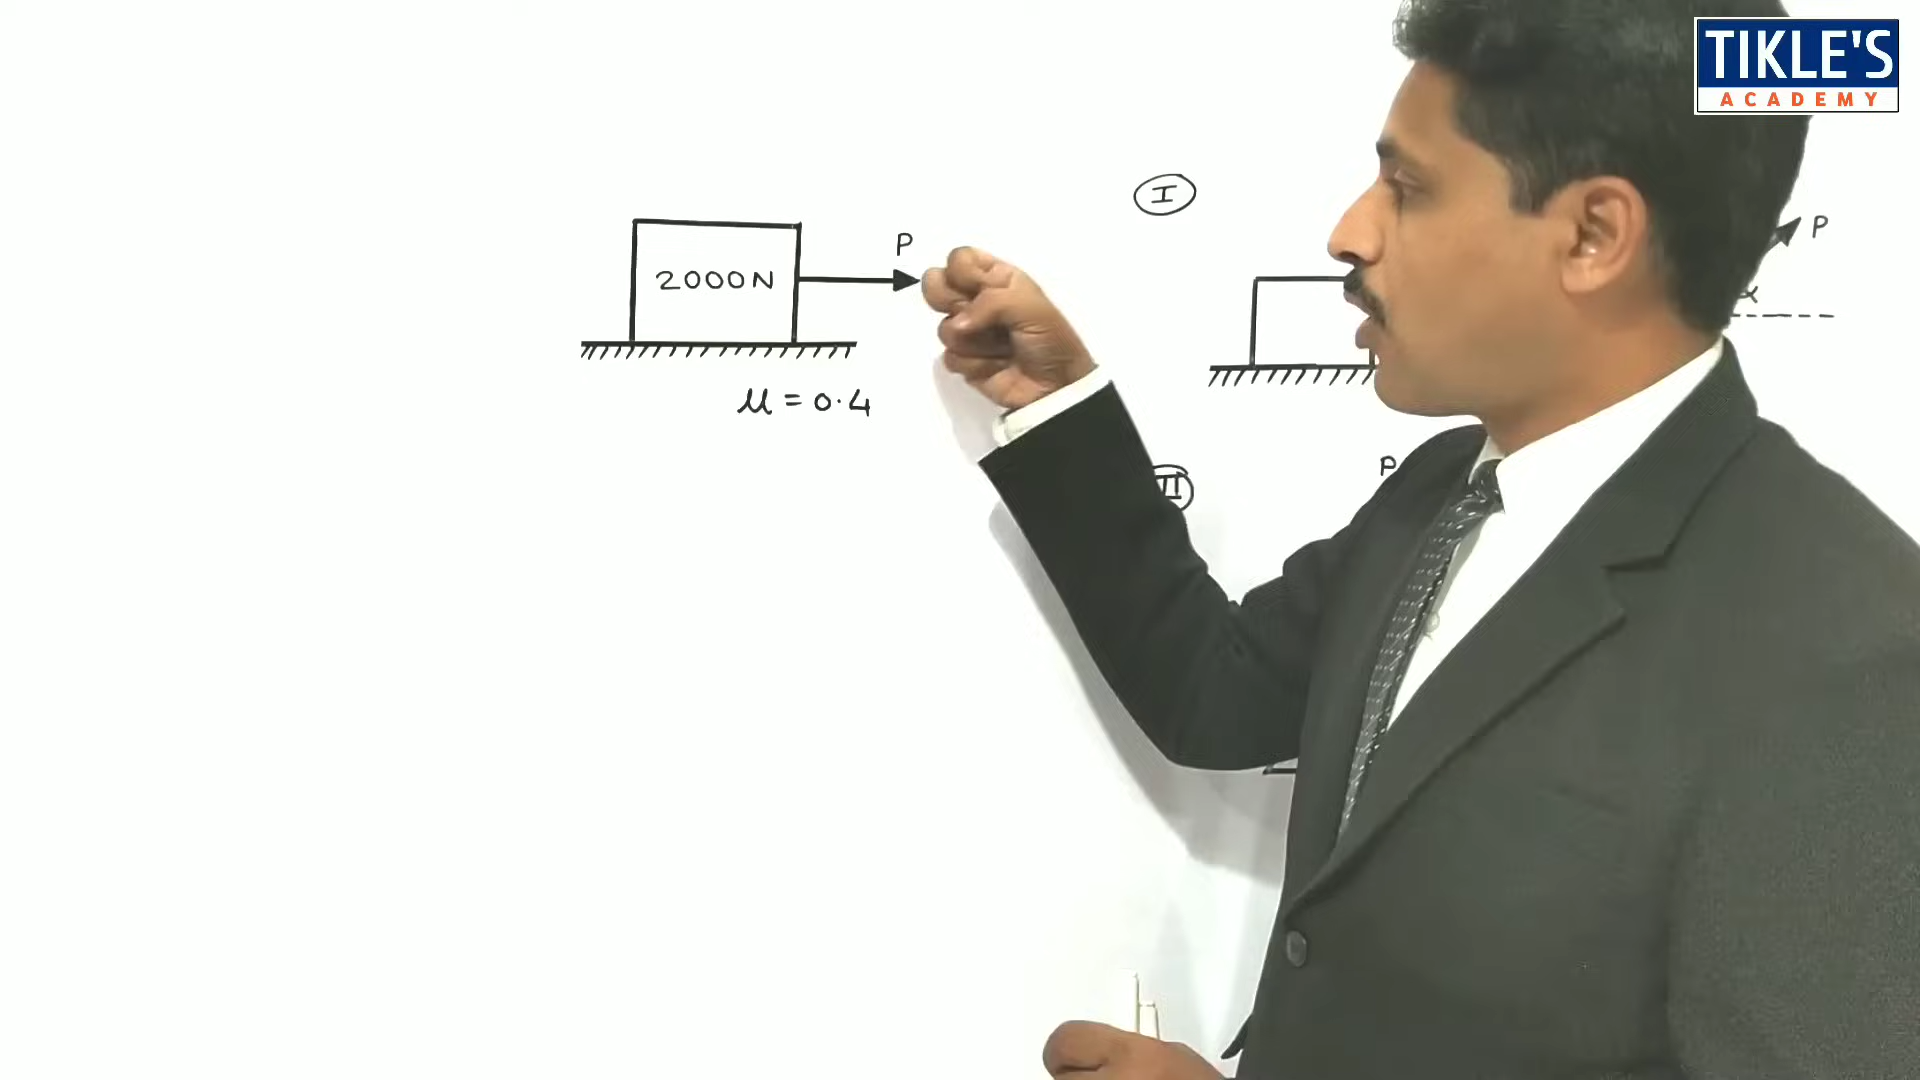 TIKLE'S
ACADEMY
I
P
P
2000N
α
μ = 0.4
P
II